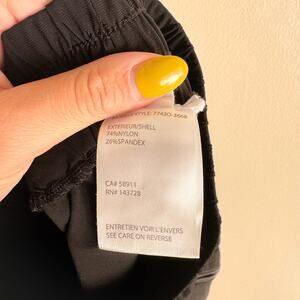 STYLE: 77430-3668
EXTERIEUR/SHELL
74%NYLON
26%SPANDEX
CA# 58911
RN# 143728
ENTRETIEN VOIR L'ENVERS
SEE CARE ON REVERSE